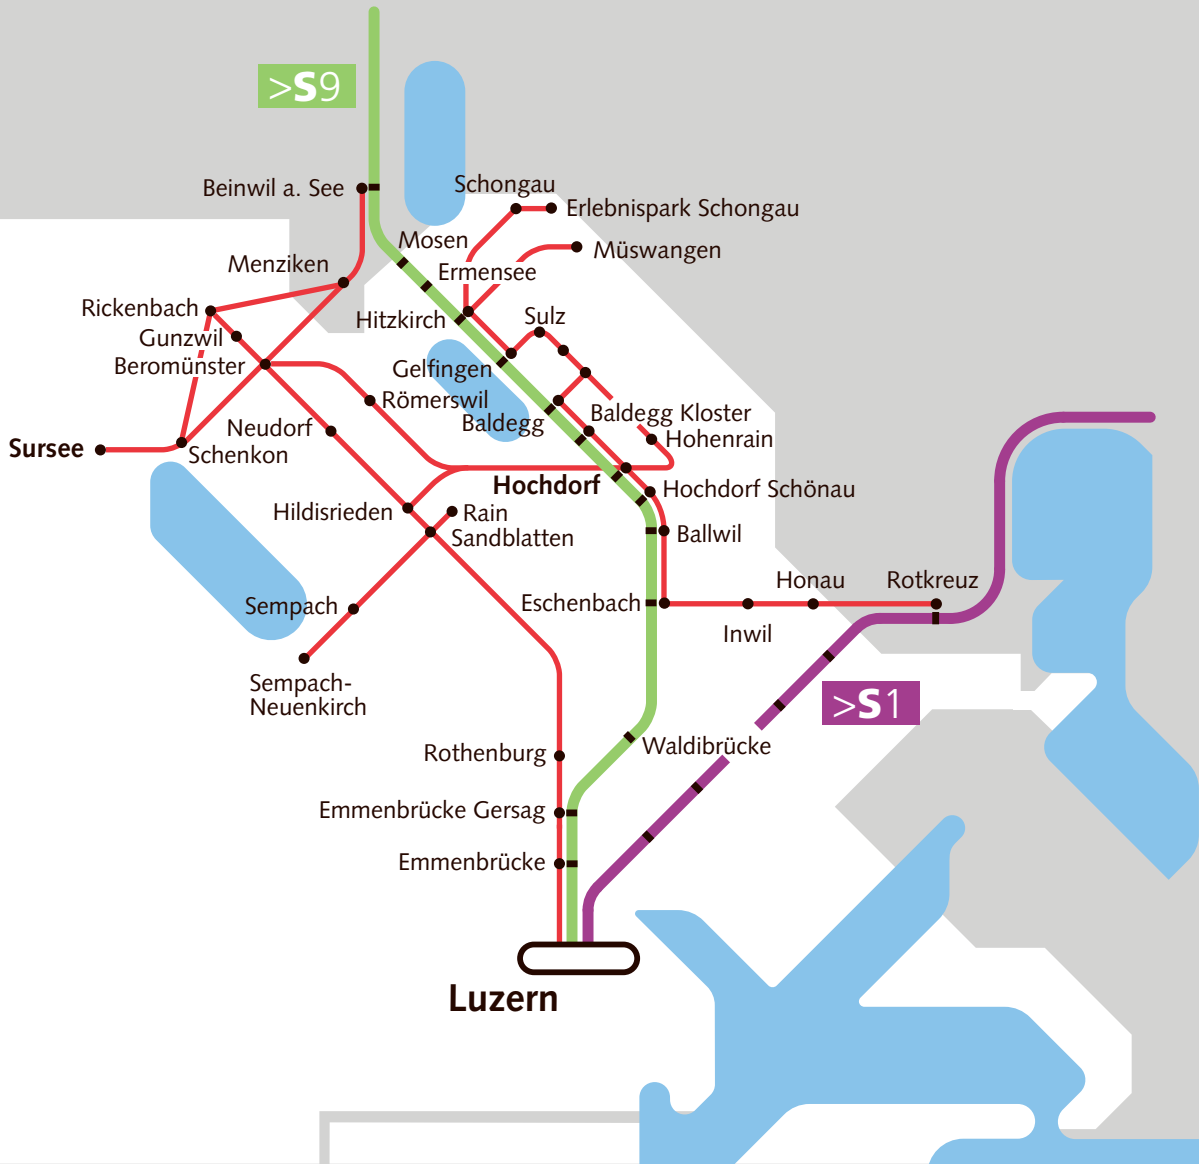 >S9
Beinwil a. See
Schongau
Erlebnispark Schongau
Mosen
Müswangen
Menziken
Ermensee
Rickenbach
Hitzkirch
Sulz
Gunzwil
Beromünster
Gelfingen
Römerswil
Baldegg
Baldegg Kloster
Neudorf
Hohenrain
Sursee
Schenkon
Hochdorf
Hochdorf Schönau
Hildisrieden
Rain
Sandblatten
Ballwil
Sempach
Eschenbach
Honau
Rotkreuz
Inwil
Sempach-
Neuenkirch
>S1
Rothenburg
Waldibrücke
Emmenbrücke Gersag
Emmenbrücke
Luzern